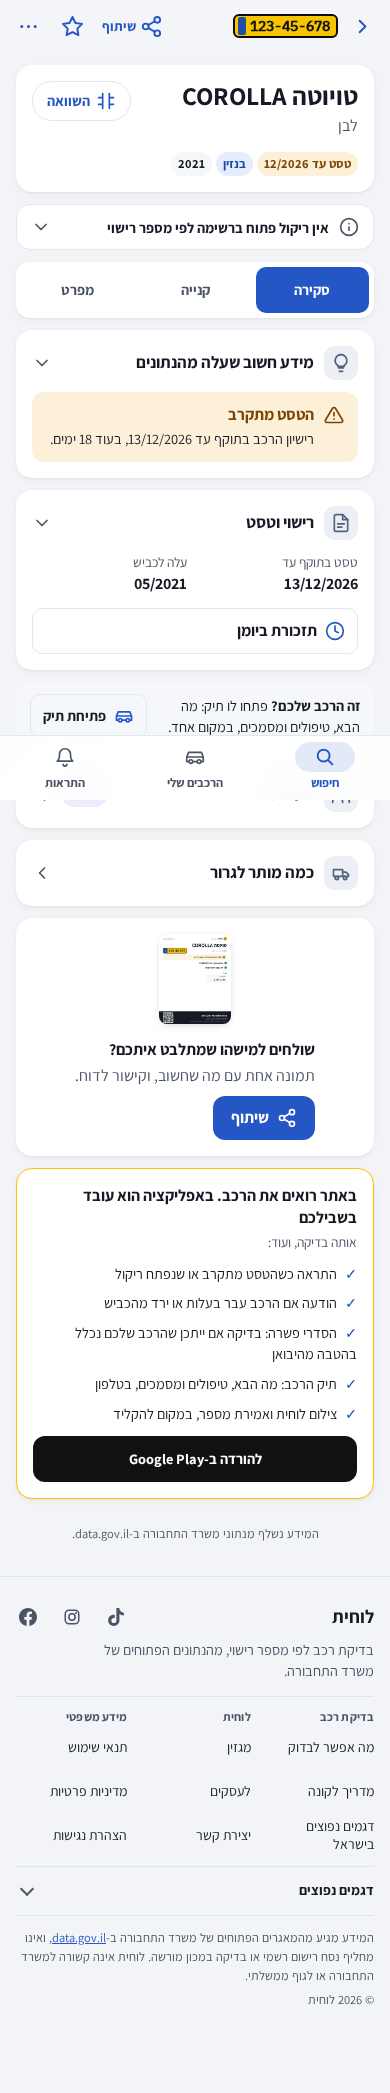 123-45-678
שיתוף
טויוטה COROLLA
השוואה
לבן
טסט עד 12/2026
בנזין
2021
אין ריקול פתוח ברשימה לפי מספר רישוי
סקירה
קנייה
מפרט
מידע חשוב שעלה מהנתונים
הטסט מתקרב
רישיון הרכב בתוקף עד 13/12/2026, בעוד 18 ימים.
רישוי וטסט
טסט בתוקף עד
עלה לכביש
13/12/2026
05/2021
תזכורת ביומן
זה הרכב שלכם? פתחו לו תיק: מה
הבא, טיפולים ומסמכים, במקום אחד.
פתיחת תיק
חיפוש
הרכבים שלי
התראות
כמה מותר לגרור
COROLLA
שולחים למישהו שמתלבט איתכם?
תמונה אחת עם מה שחשוב, וקישור לדוח.
שיתוף
באתר רואים את הרכב. באפליקציה הוא עובד
בשבילכם
אותה בדיקה, ועוד:
✓ התראה כשהטסט מתקרב או שנפתח ריקול
✓ הודעה אם הרכב עבר בעלות או ירד מהכביש
✓ הסדרי פשרה: בדיקה אם ייתכן שהרכב שלכם נכלל
בהטבה מהיבואן
✓ תיק הרכב: מה הבא, טיפולים ומסמכים, בטלפון
✓ צילום לוחית ואמירת מספר, במקום להקליד
להורדה ב-Google Play
המידע נשלף מנתוני משרד התחבורה ב-data.gov.il.
לוחית
בדיקת רכב לפי מספר רישוי, מהנתונים הפתוחים של
משרד התחבורה.
בדיקת רכב
לוחית
מידע משפטי
מה אפשר לבדוק
מגזין
תנאי שימוש
מדריך לקונה
לעסקים
מדיניות פרטיות
דגמים נפוצים
בישראל
יצירת קשר
הצהרת נגישות
דגמים נפוצים
המידע מגיע מהמאגרים הפתוחים של משרד התחבורה ב-data.gov.il, ואינו
מחליף נסח רישום רשמי או בדיקה במכון מורשה. לוחית אינה קשורה למשרד
התחבורה או לגוף ממשלתי.
© 2026 לוחית